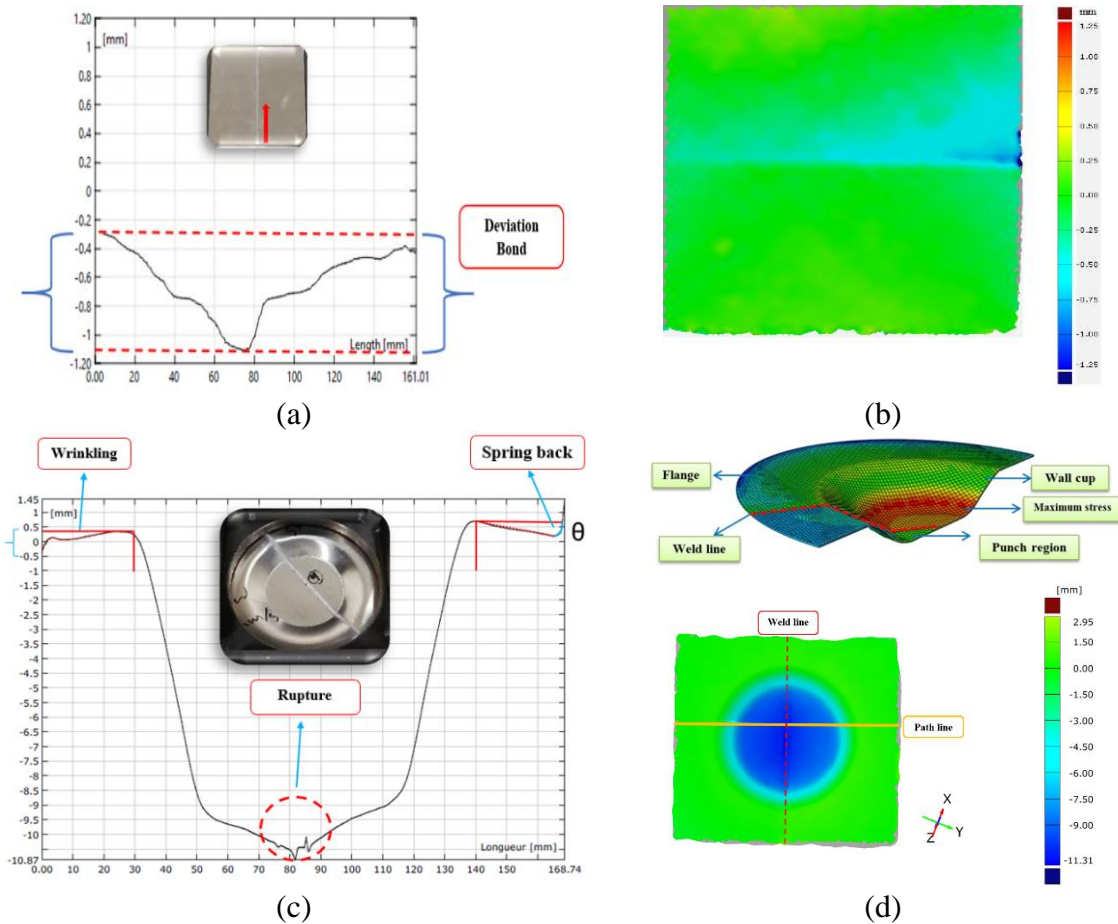 1.20
[mm]
1
0.8
0.6
0.4
0.2
0
-0.2
-0.4
-0.6
-0.8
-1
-1.20
Length [mm]
0.00 20 40 60 80 100 120 140 161.01
Deviation
Bond
(a)
mm
1.25
1.00
0.75
0.50
0.25
0.00
-0.25
-0.50
-0.75
-1.00
-1.25
(b)
Wrinkling
Spring back
θ
1.45
[mm]
0.5
-0.5
-1
-1.5
-2
-2.5
-3
-3.5
-4
-4.5
-5
-5.5
-6
-6.5
-7
-7.5
-8
-8.5
-9
-9.5
-10
-10.87
Rupture
Longueur [mm]
0.00 10 20 30 40 50 60 70 80 90 100 110 120 130 140 150 168.74
(c)
Flange
Weld line
Wall cup
Maximum stress
Punch region
Weld line
Path line
X
Y
Z
[mm]
2.95
1.50
0.00
-1.50
-3.00
-4.50
-6.00
-7.50
-9.00
-11.31
(d)